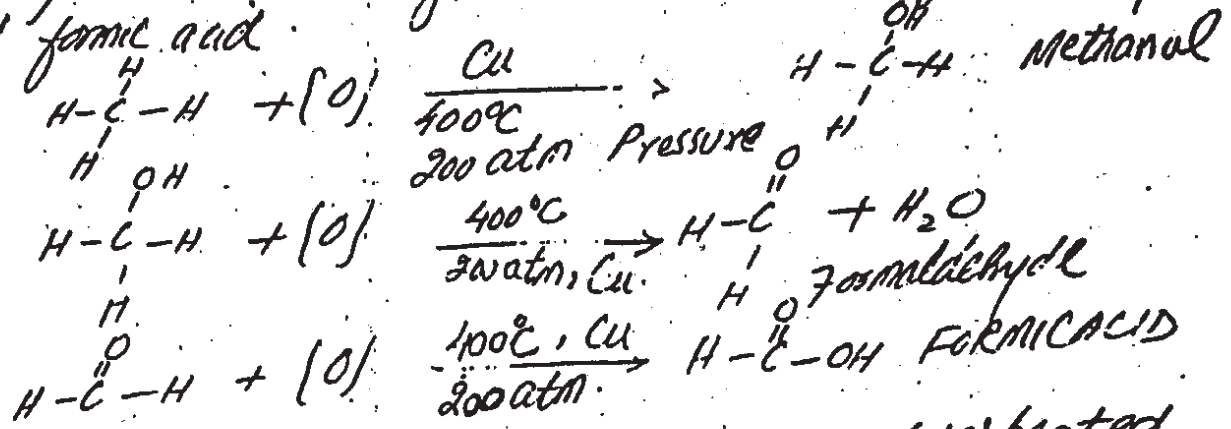 formic acid.
H OH
H-C-H +[O] Cu 400°C 200 atm Pressure → H-C-H Methanol
H H
OH O
H-C-H +[O] 400°C 200 atm, Cu. → H-C + H2O
H H Formaldehyde
O O
H-C-H + [O] 400°C, Cu 200 atm. → H-C-OH FORMIC ACID